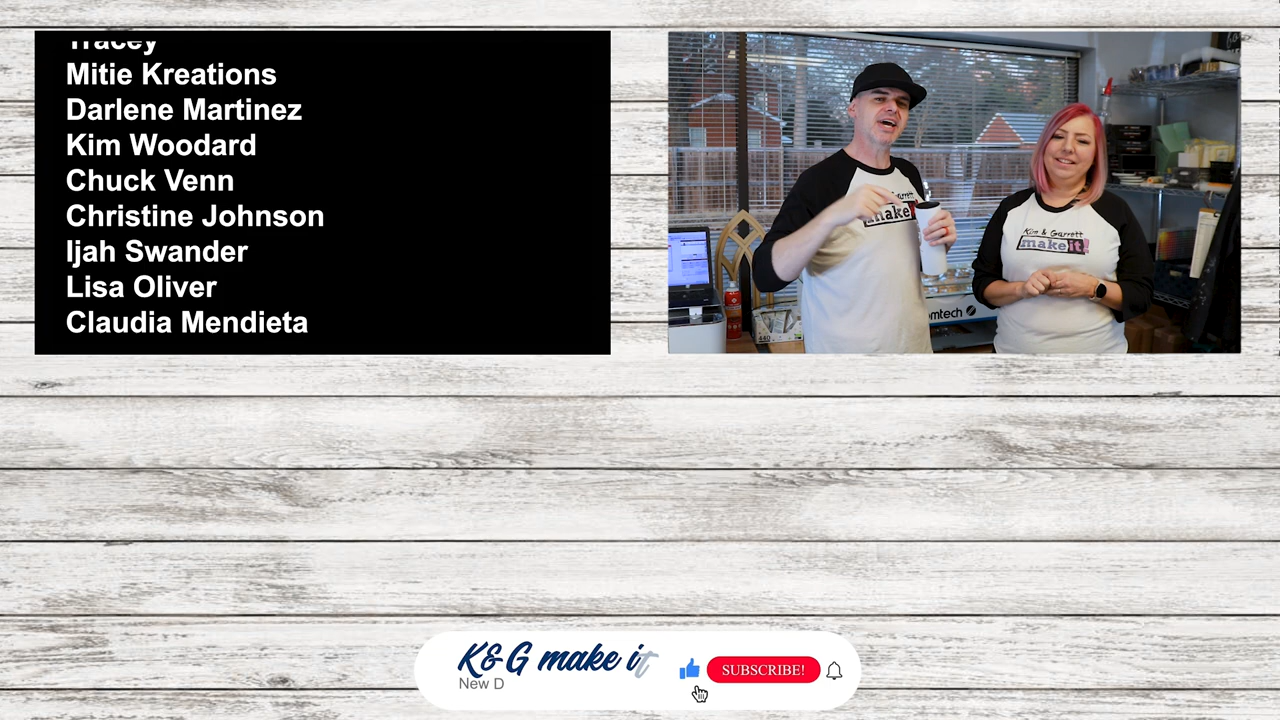 Tracey
Mitie Kreations
Darlene Martinez
Kim Woodard
Chuck Venn
Christine Johnson
Ijah Swander
Lisa Oliver
Claudia Mendieta
make
Kim & Garrett
make it!
K&G make it
New D
SUBSCRIBE!